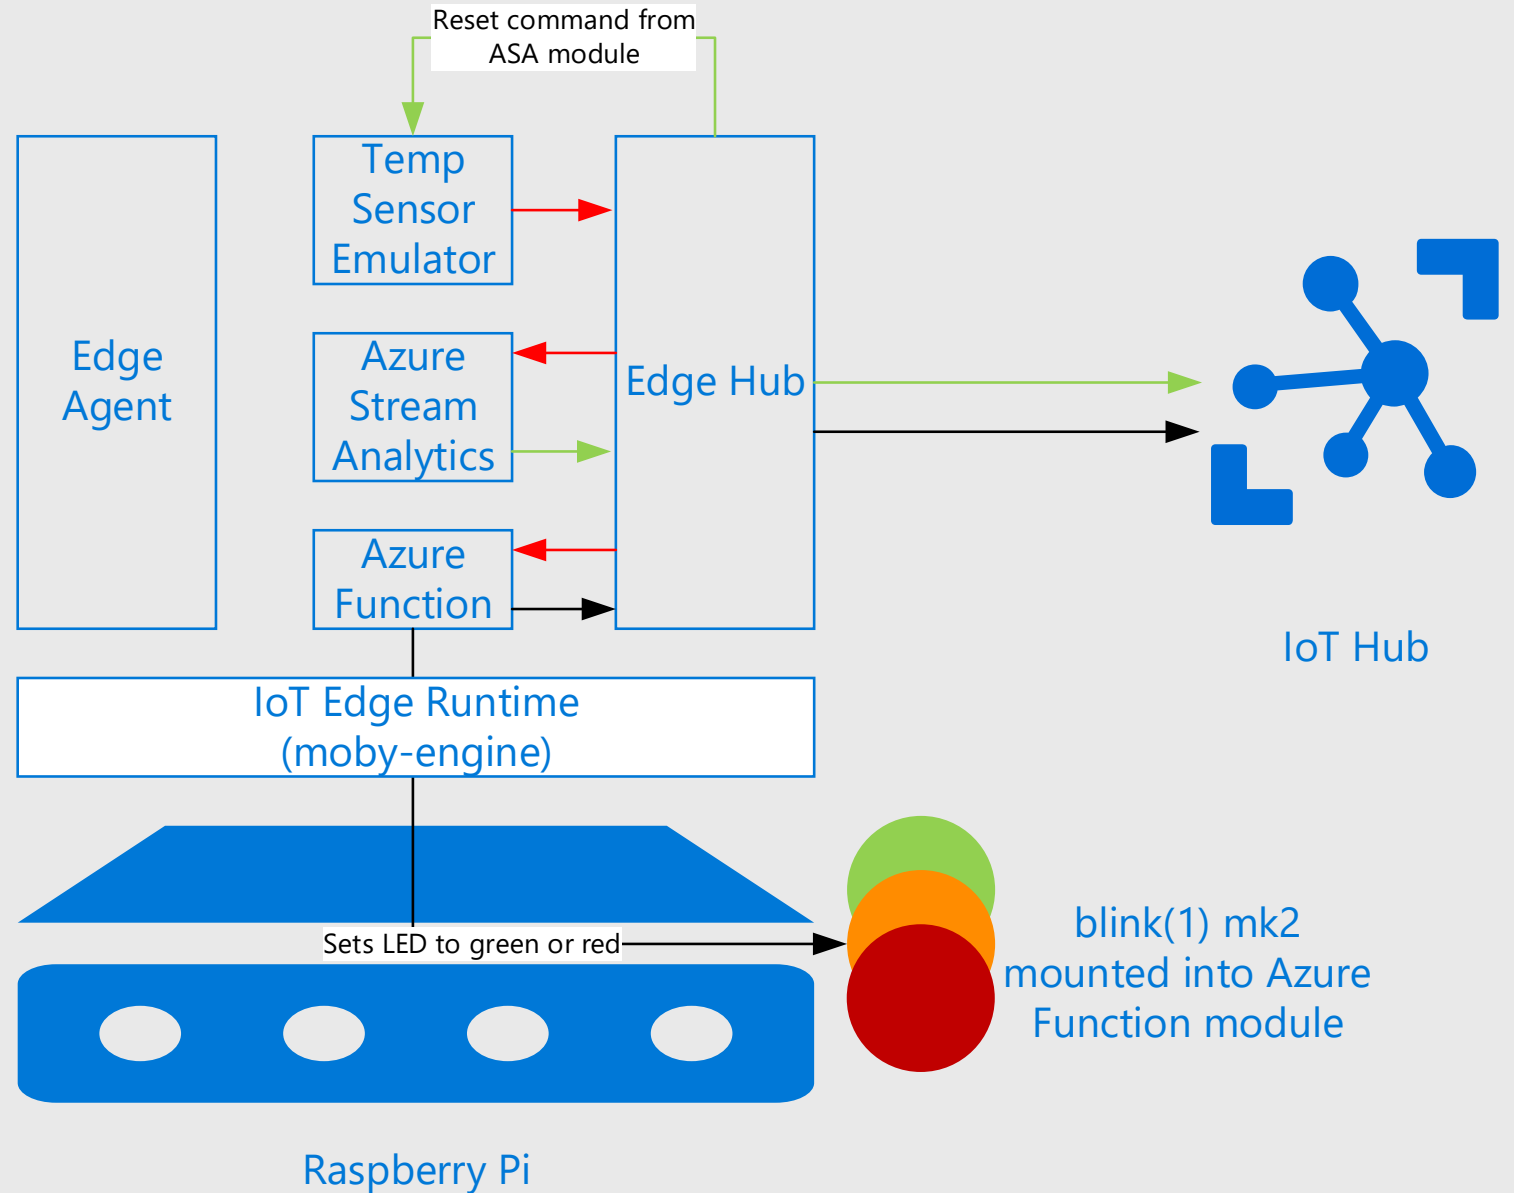 Reset command from
ASA module
Temp
Sensor
Emulator
Edge
Agent
Azure
Stream
Analytics
Edge Hub
Azure
Function
IoT Hub
IoT Edge Runtime
(moby-engine)
Sets LED to green or red
blink(1) mk2
mounted into Azure
Function module
Raspberry Pi